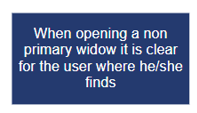 When opening a non
primary widow it is clear
for the user where he/she
finds